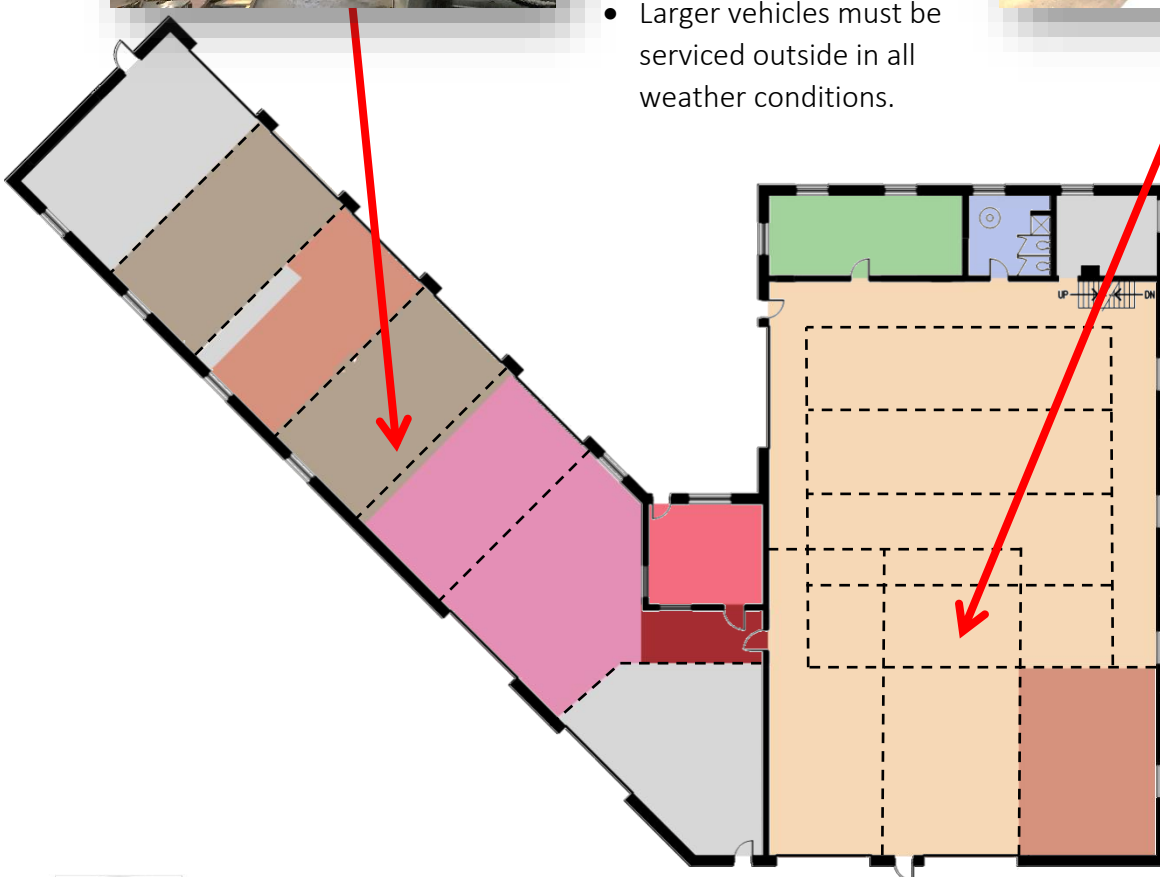 • Larger vehicles must be
serviced outside in all
weather conditions.
UP DN